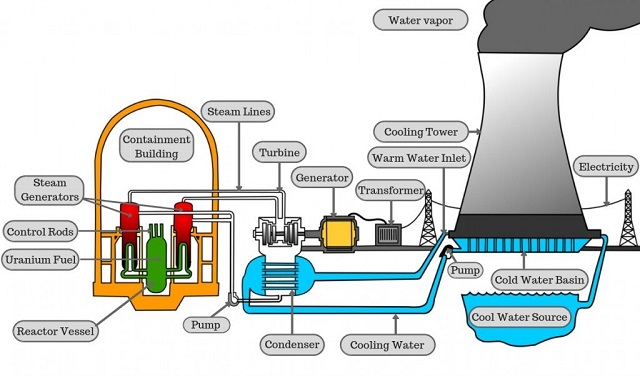 Water vapor
Steam Lines
Cooling Tower
Containment
Building
Turbine
Warm Water Inlet
Generator
Electricity
Steam
Generators
Transformer
Control Rods
Uranium Fuel
Pump
Cold Water Basin
Reactor Vessel
Pump
Condenser
Cooling Water
Cool Water Source